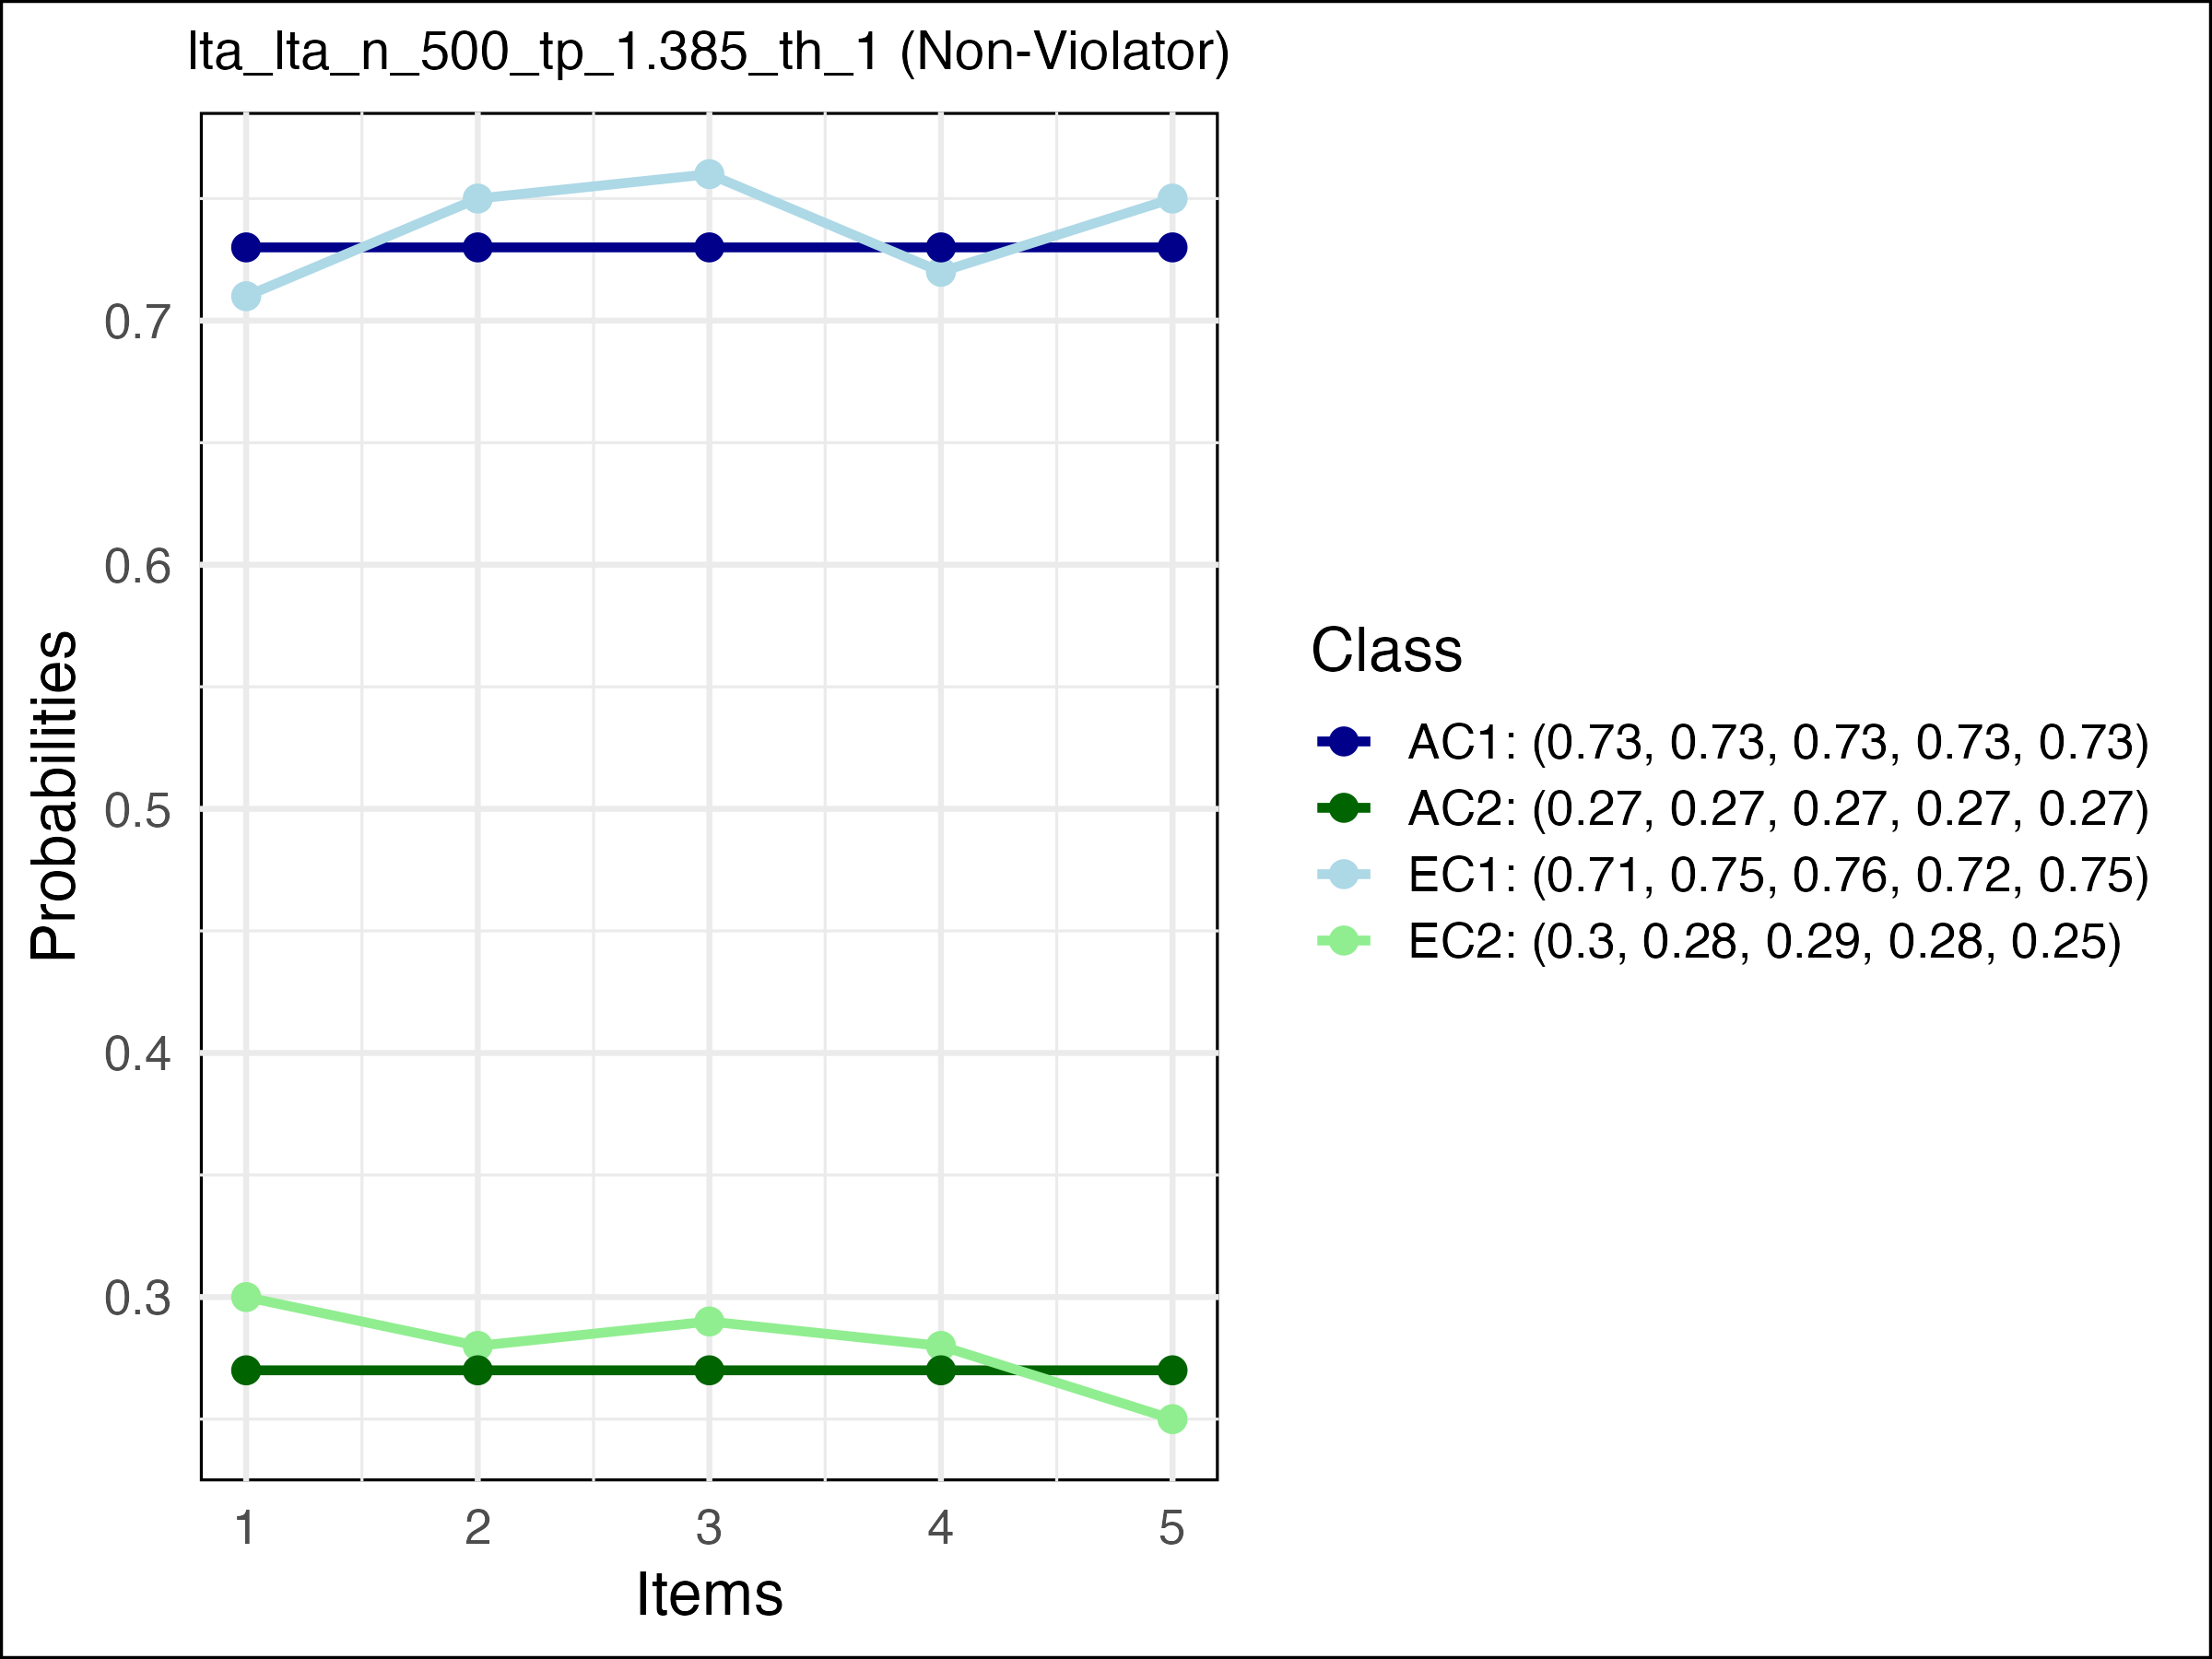 lta_lta_n_500_tp_1.385_th_1 (Non-Violator)
0.7
0.6
0.5
0.4
0.3
Probabilities
1 2 3 4 5
Items
Class
AC1: (0.73, 0.73, 0.73, 0.73, 0.73)
AC2: (0.27, 0.27, 0.27, 0.27, 0.27)
EC1: (0.71, 0.75, 0.76, 0.72, 0.75)
EC2: (0.3, 0.28, 0.29, 0.28, 0.25)